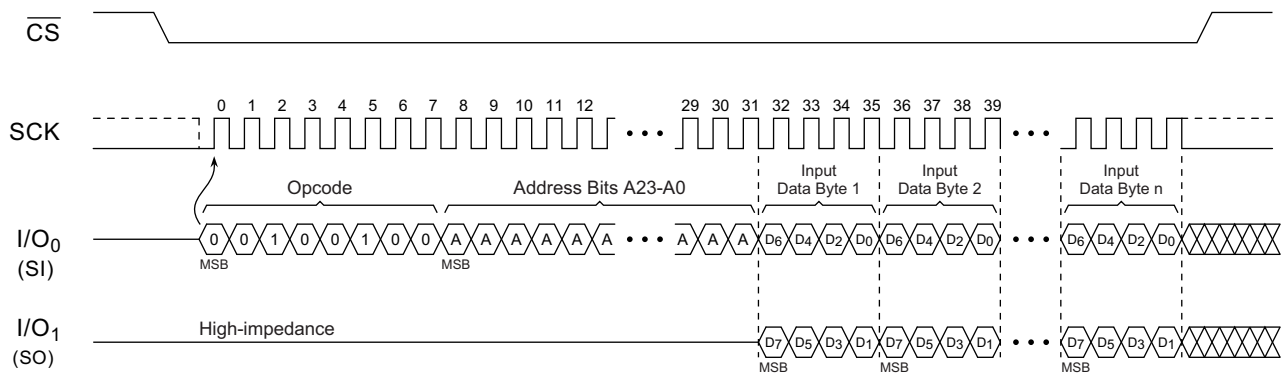 CS
0 1 2 3 4 5 6 7 8 9 10 11 12 29 30 31 32 33 34 35 36 37 38 39
SCK
Opcode Address Bits A23-A0 Input Data Byte 1 Input Data Byte 2 Input Data Byte n
I/O0 (SI)
0 0 1 0 0 1 0 0 A A A A A A A A A D6 D4 D2 D0 D6 D4 D2 D0 D6 D4 D2 D0
MSB MSB
I/O1 (SO)
High-impedance
D7 D5 D3 D1 D7 D5 D3 D1 D7 D5 D3 D1
MSB MSB MSB